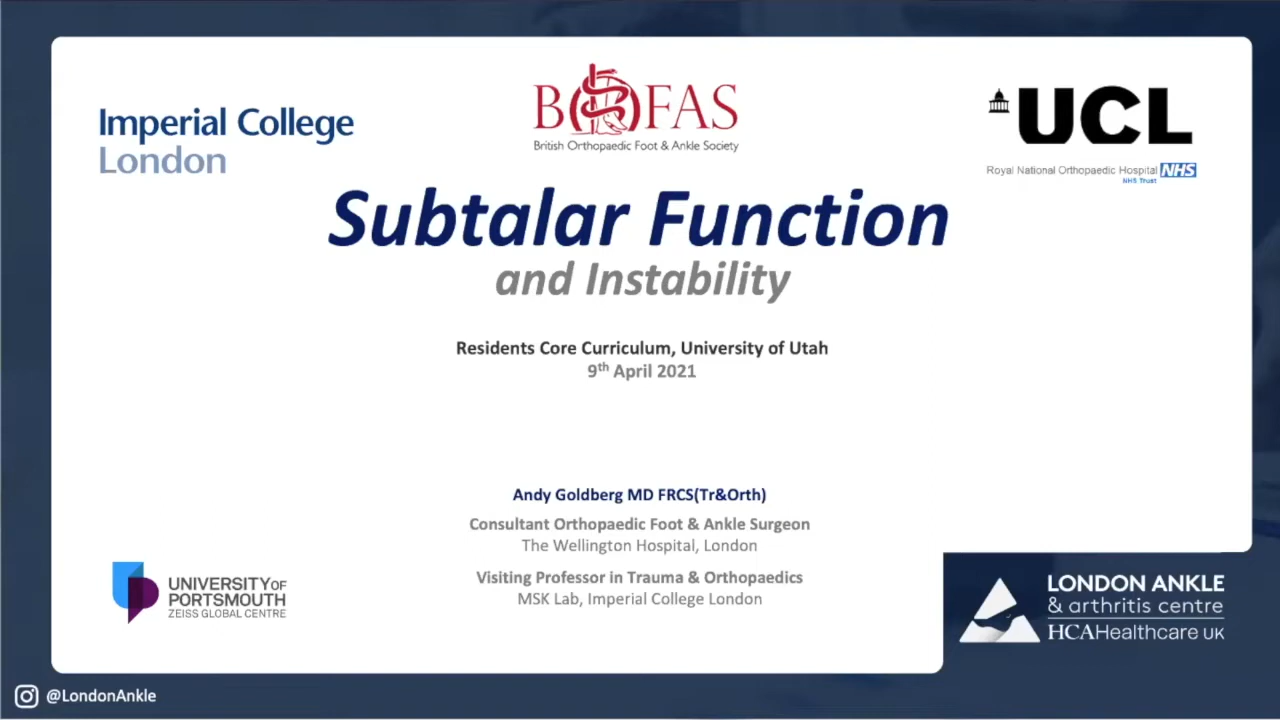 Imperial College
London
BOFAS
British Orthopaedic Foot & Ankle Society
UCL
Royal National Orthopaedic Hospital NHS
NHS Trust
Subtalar Function
and Instability
Residents Core Curriculum, University of Utah
9th April 2021
Andy Goldberg MD FRCS(Tr&Orth)
Consultant Orthopaedic Foot & Ankle Surgeon
The Wellington Hospital, London
Visiting Professor in Trauma & Orthopaedics
MSK Lab, Imperial College London
UNIVERSITY OF
PORTSMOUTH
ZEISS GLOBAL CENTRE
LONDON ANKLE
& arthritis centre
HCAHealthcare UK
@LondonAnkle